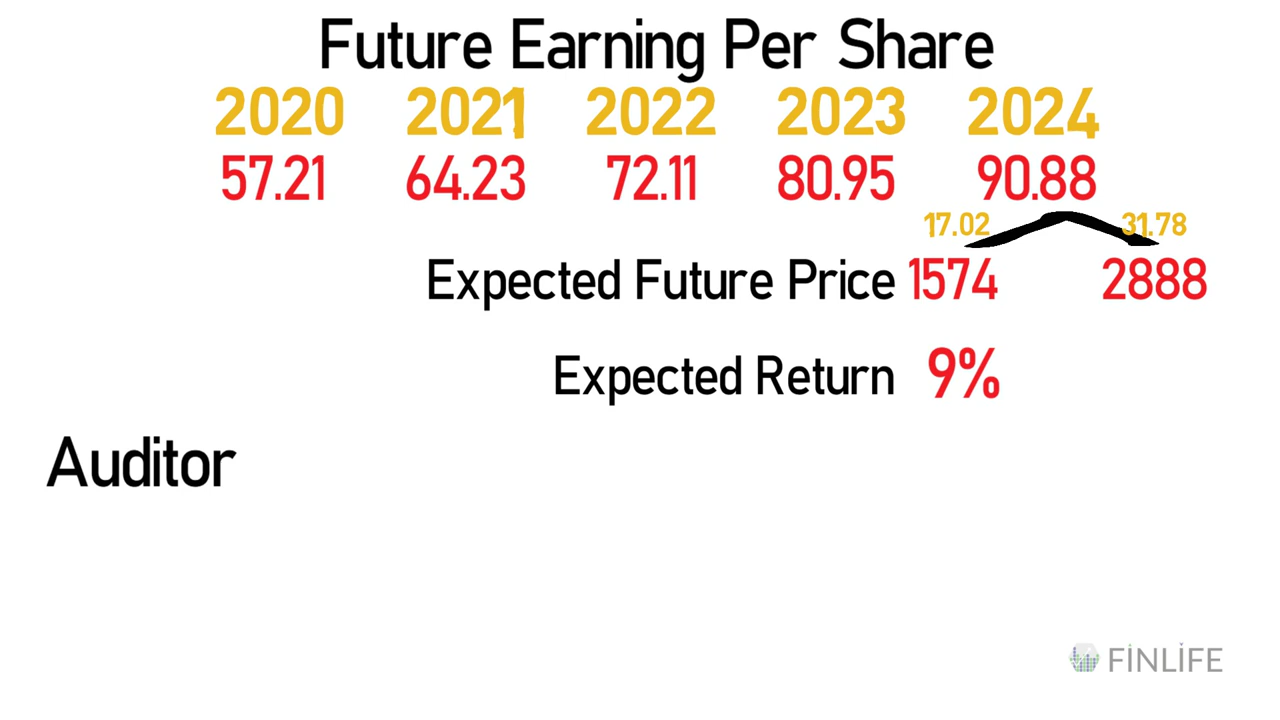 Future Earning Per Share
2020 2021 2022 2023 2024
57.21 64.23 72.11 80.95 90.88
17.02 31.78
Expected Future Price 1574 2888
Expected Return 9%
Auditor
FINLIFE